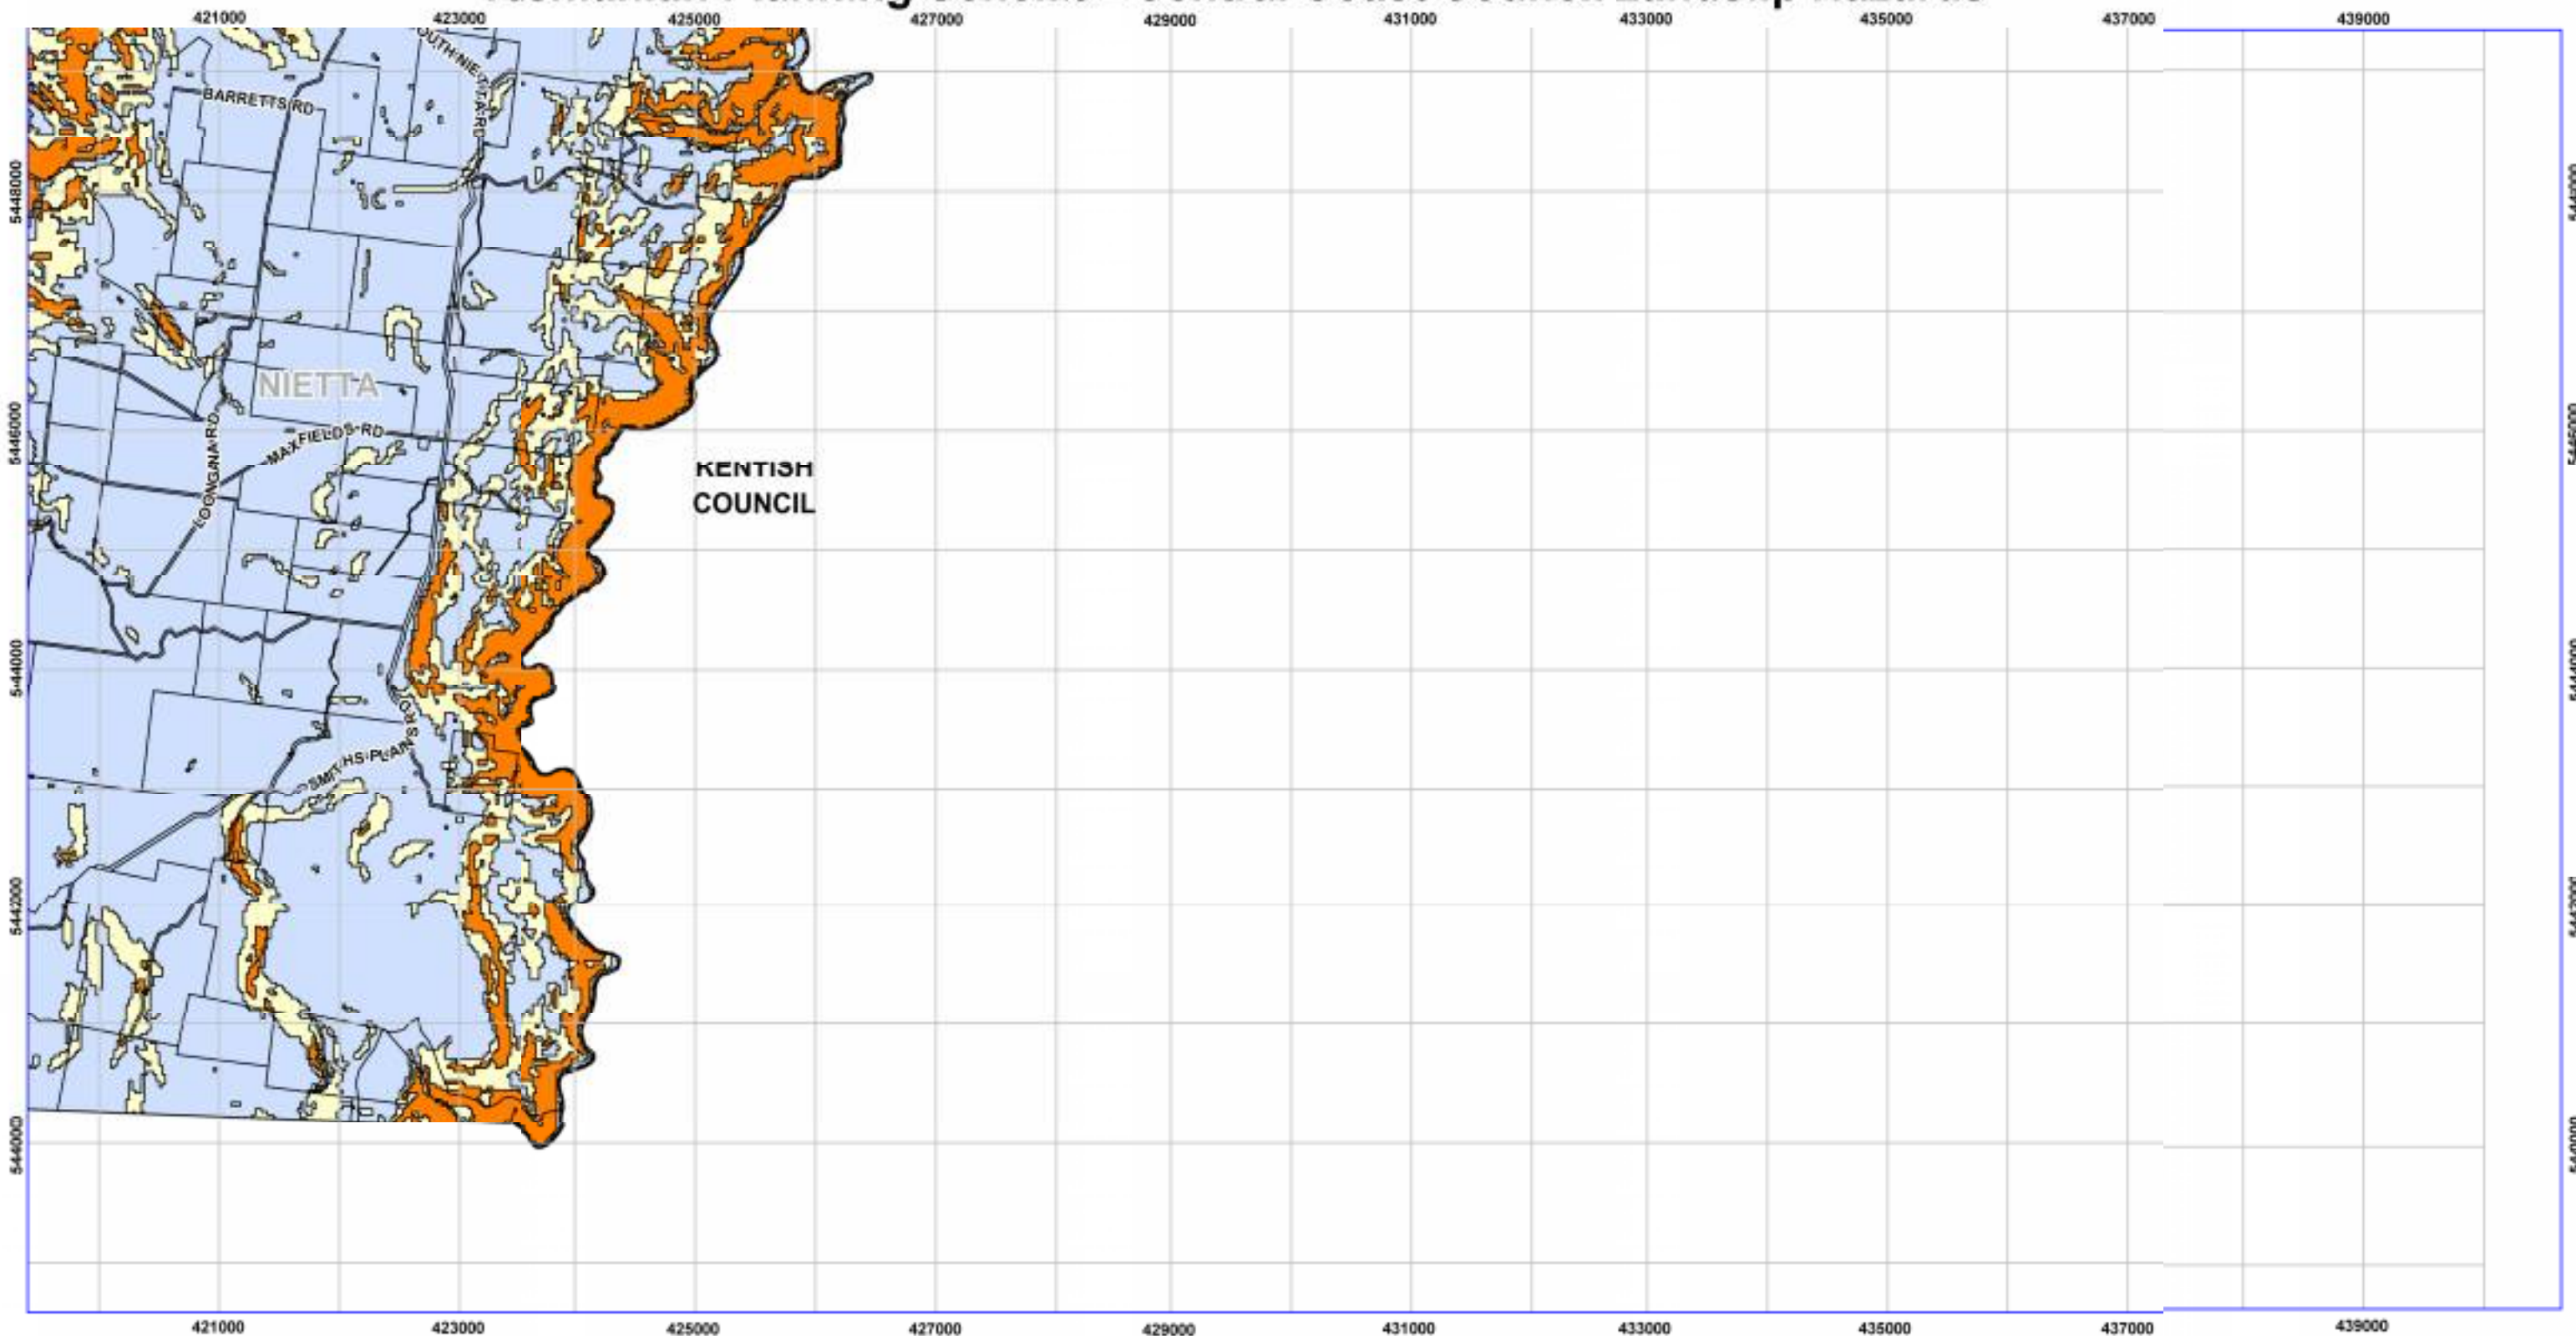 421000 423000 425000 427000 429000 431000 433000 435000 437000 439000
BARRETTS RD
5448000
NIETTA
LOONGANA RD
MAXFIELDS RD
5446000
KENTISH
COUNCIL
5444000
SMITHS PLAINS RD
5442000
5440000
421000 423000 425000 427000 429000 431000 433000 435000 437000 439000